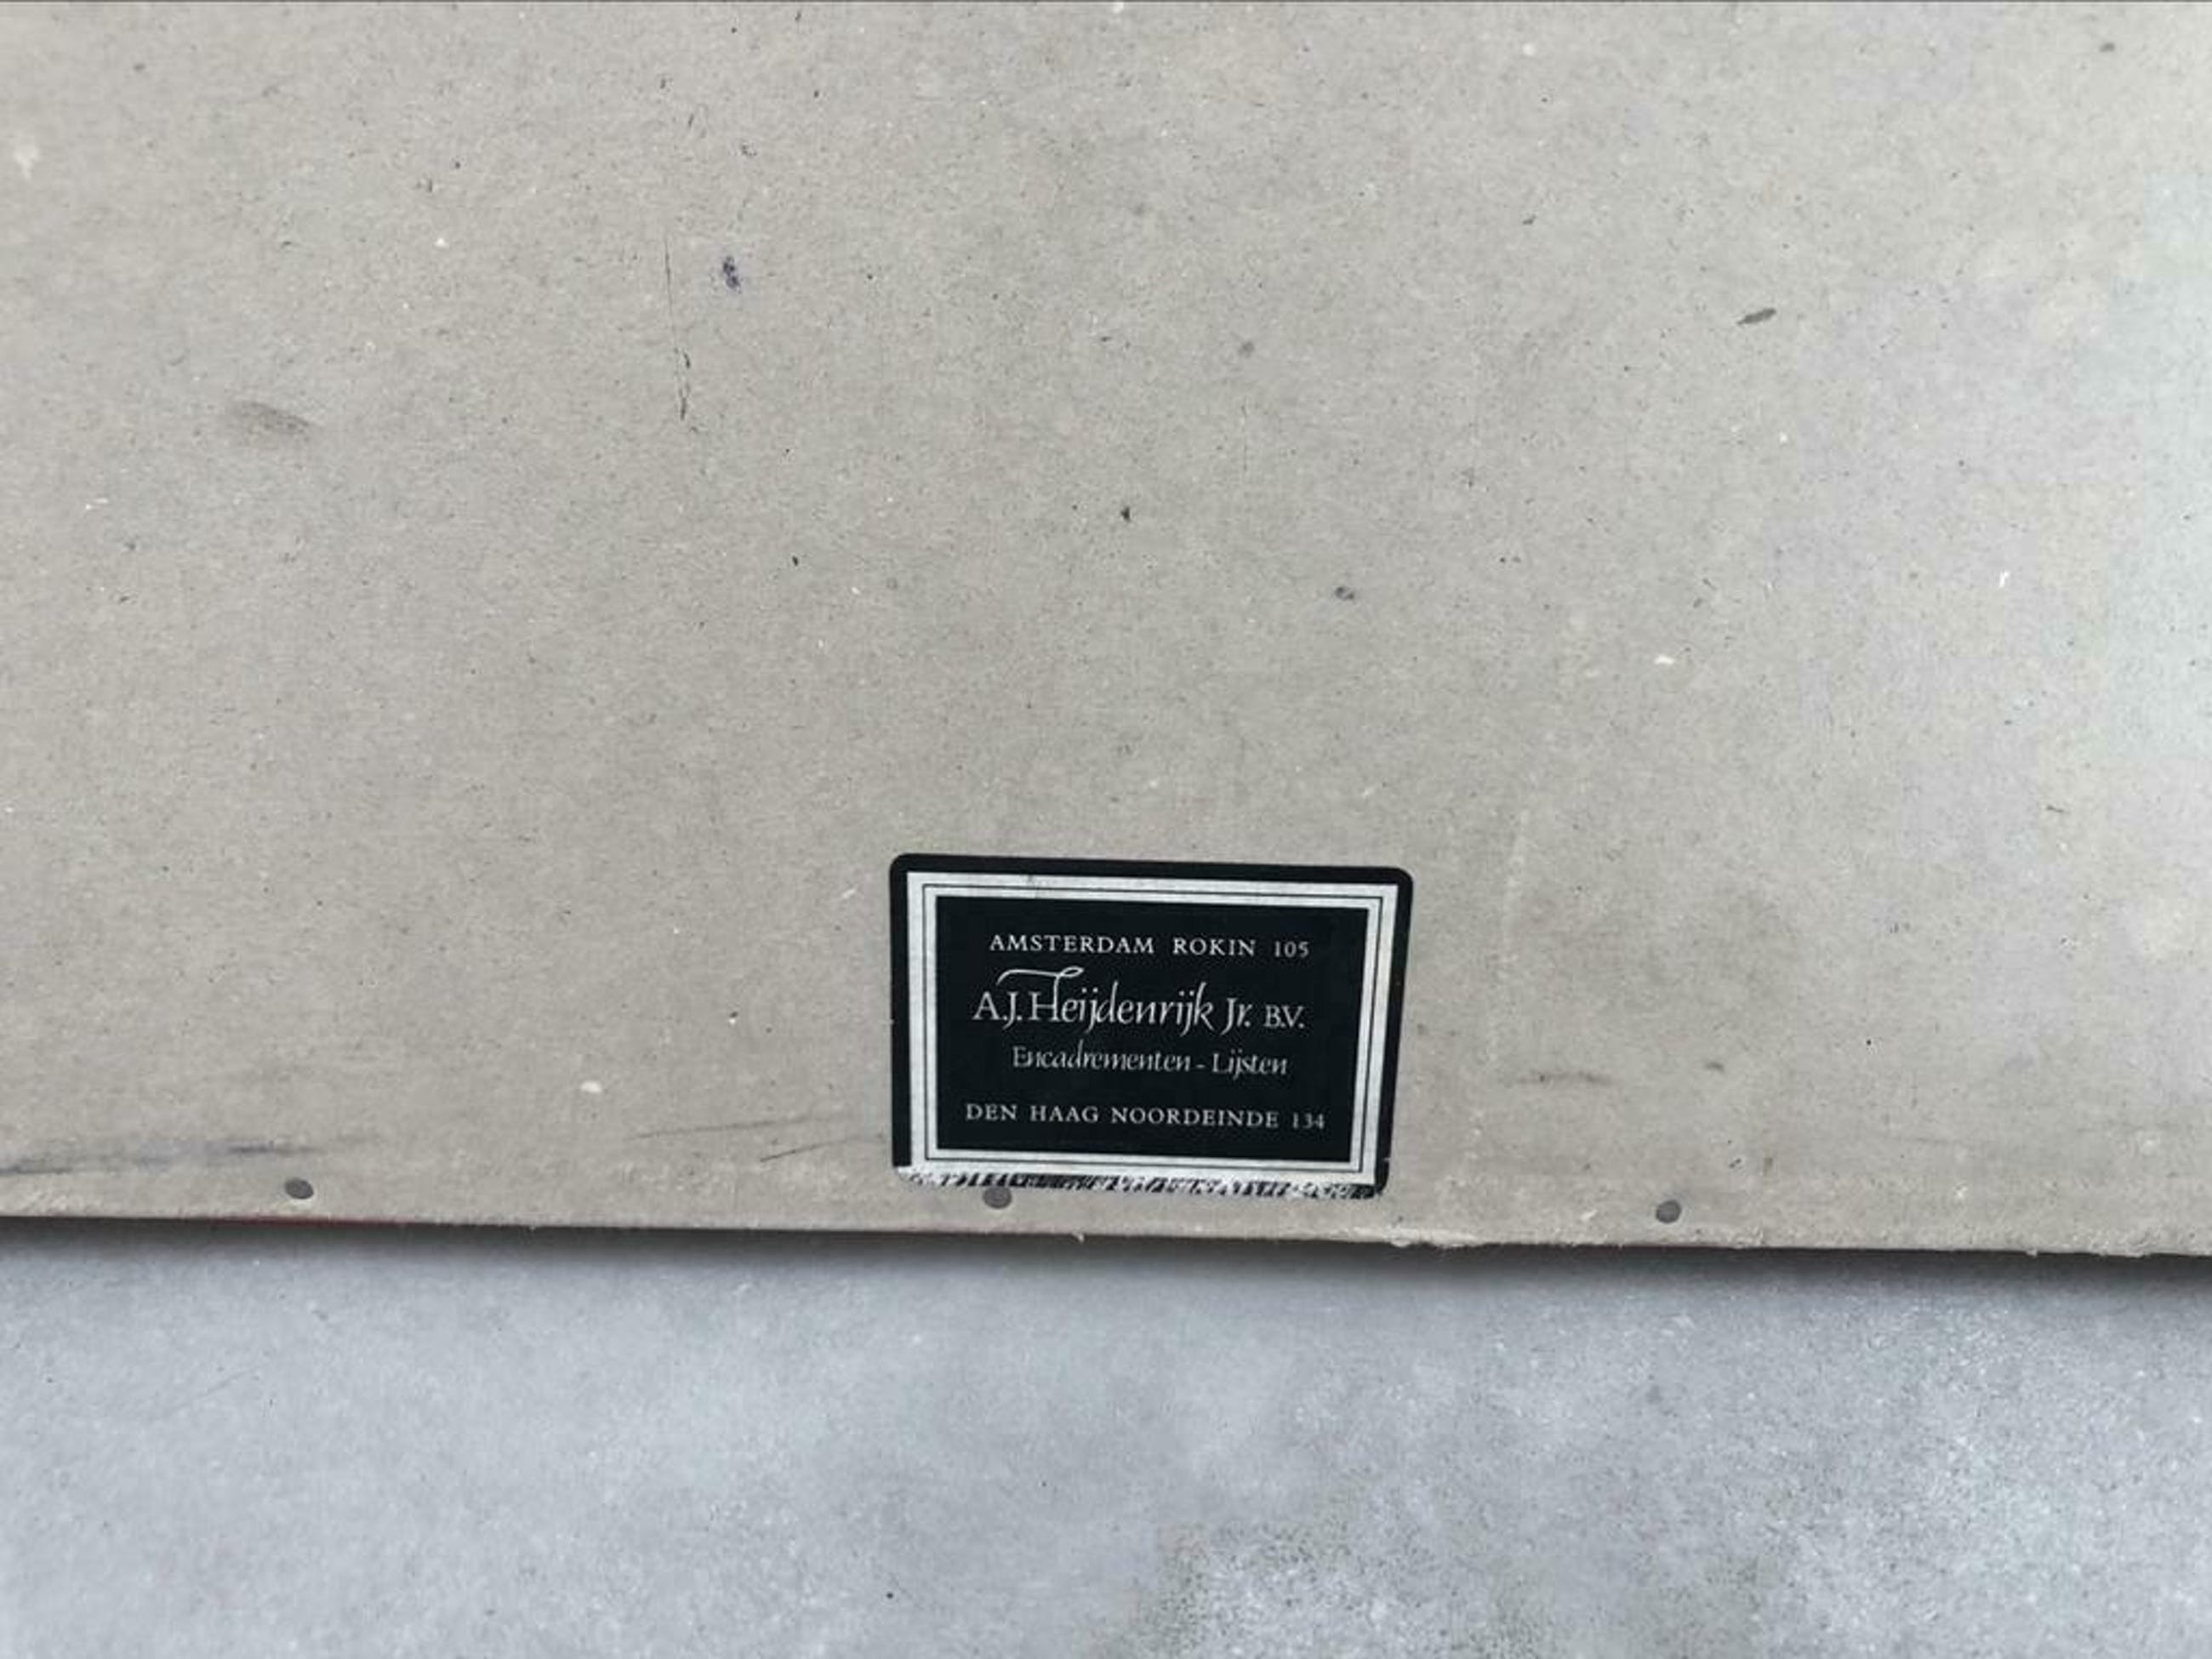 AMSTERDAM ROKIN 105
A.J. Heijdenrijk Jr. B.V.
Encadrementen - Lijsten
DEN HAAG NOORDEINDE 134